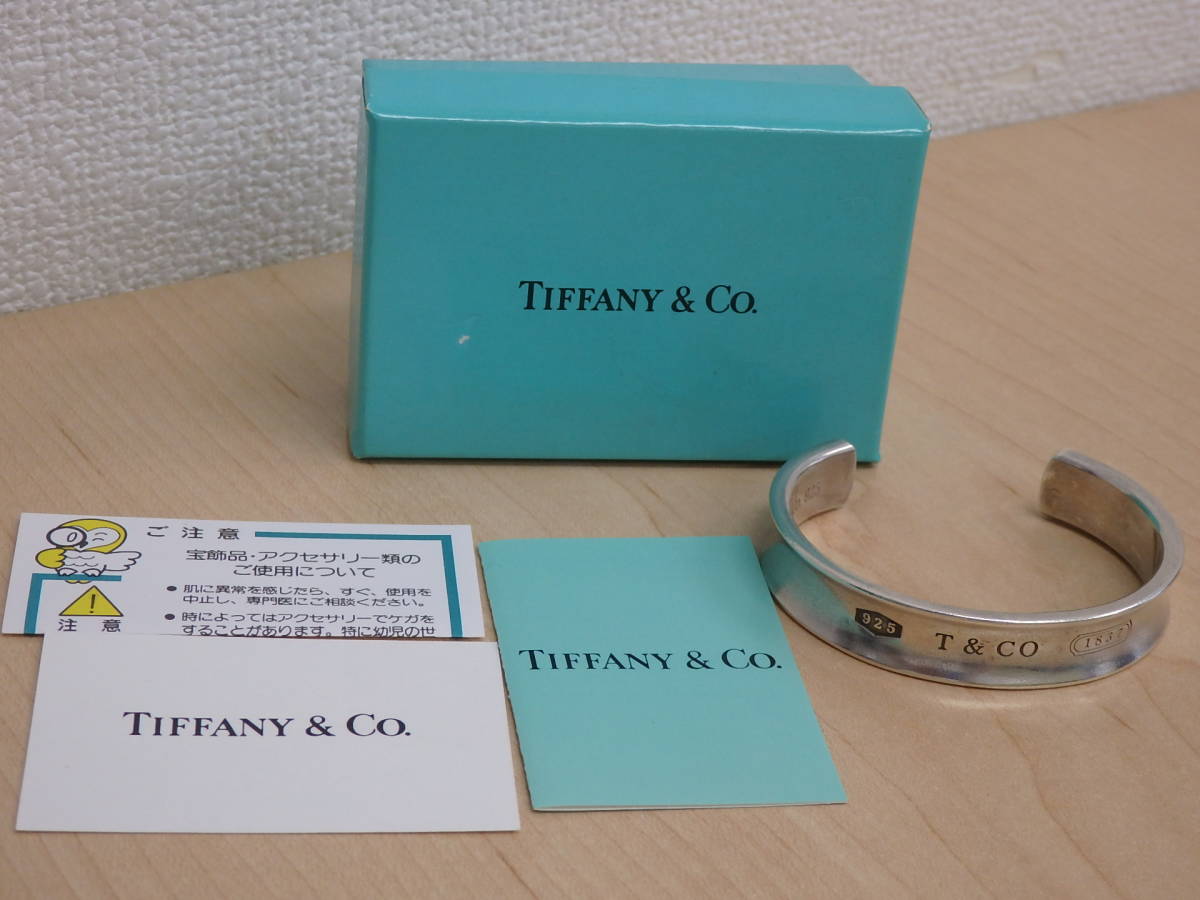 TIFFANY & CO.
925
T & CO
1837
925
ご注意
宝飾品・アクセサリー類の
ご使用について
●肌に異常を感じたら、すぐ、使用を
中止し、専門医にご相談ください。
●時によってはアクセサリーでケガを
することがあります。特に幼児の世
注意
TIFFANY & CO.
TIFFANY & CO.